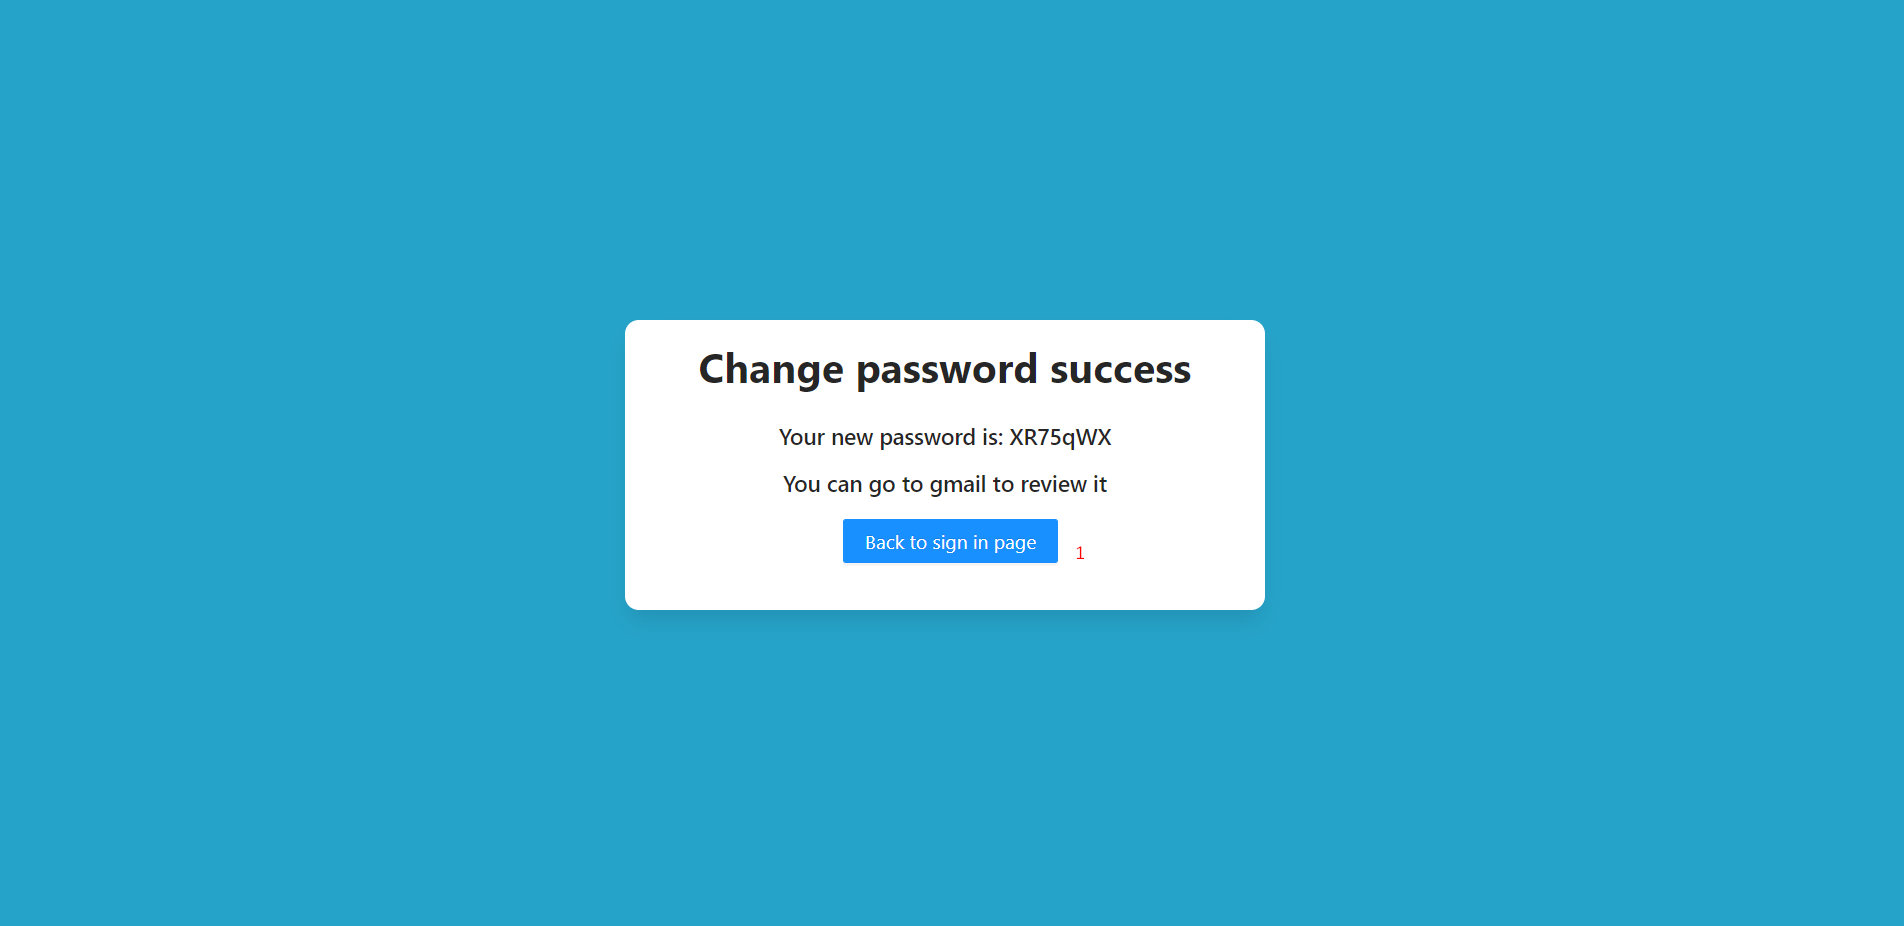 Change password success
Your new password is: XR75qWX
You can go to gmail to review it
Back to sign in page
1